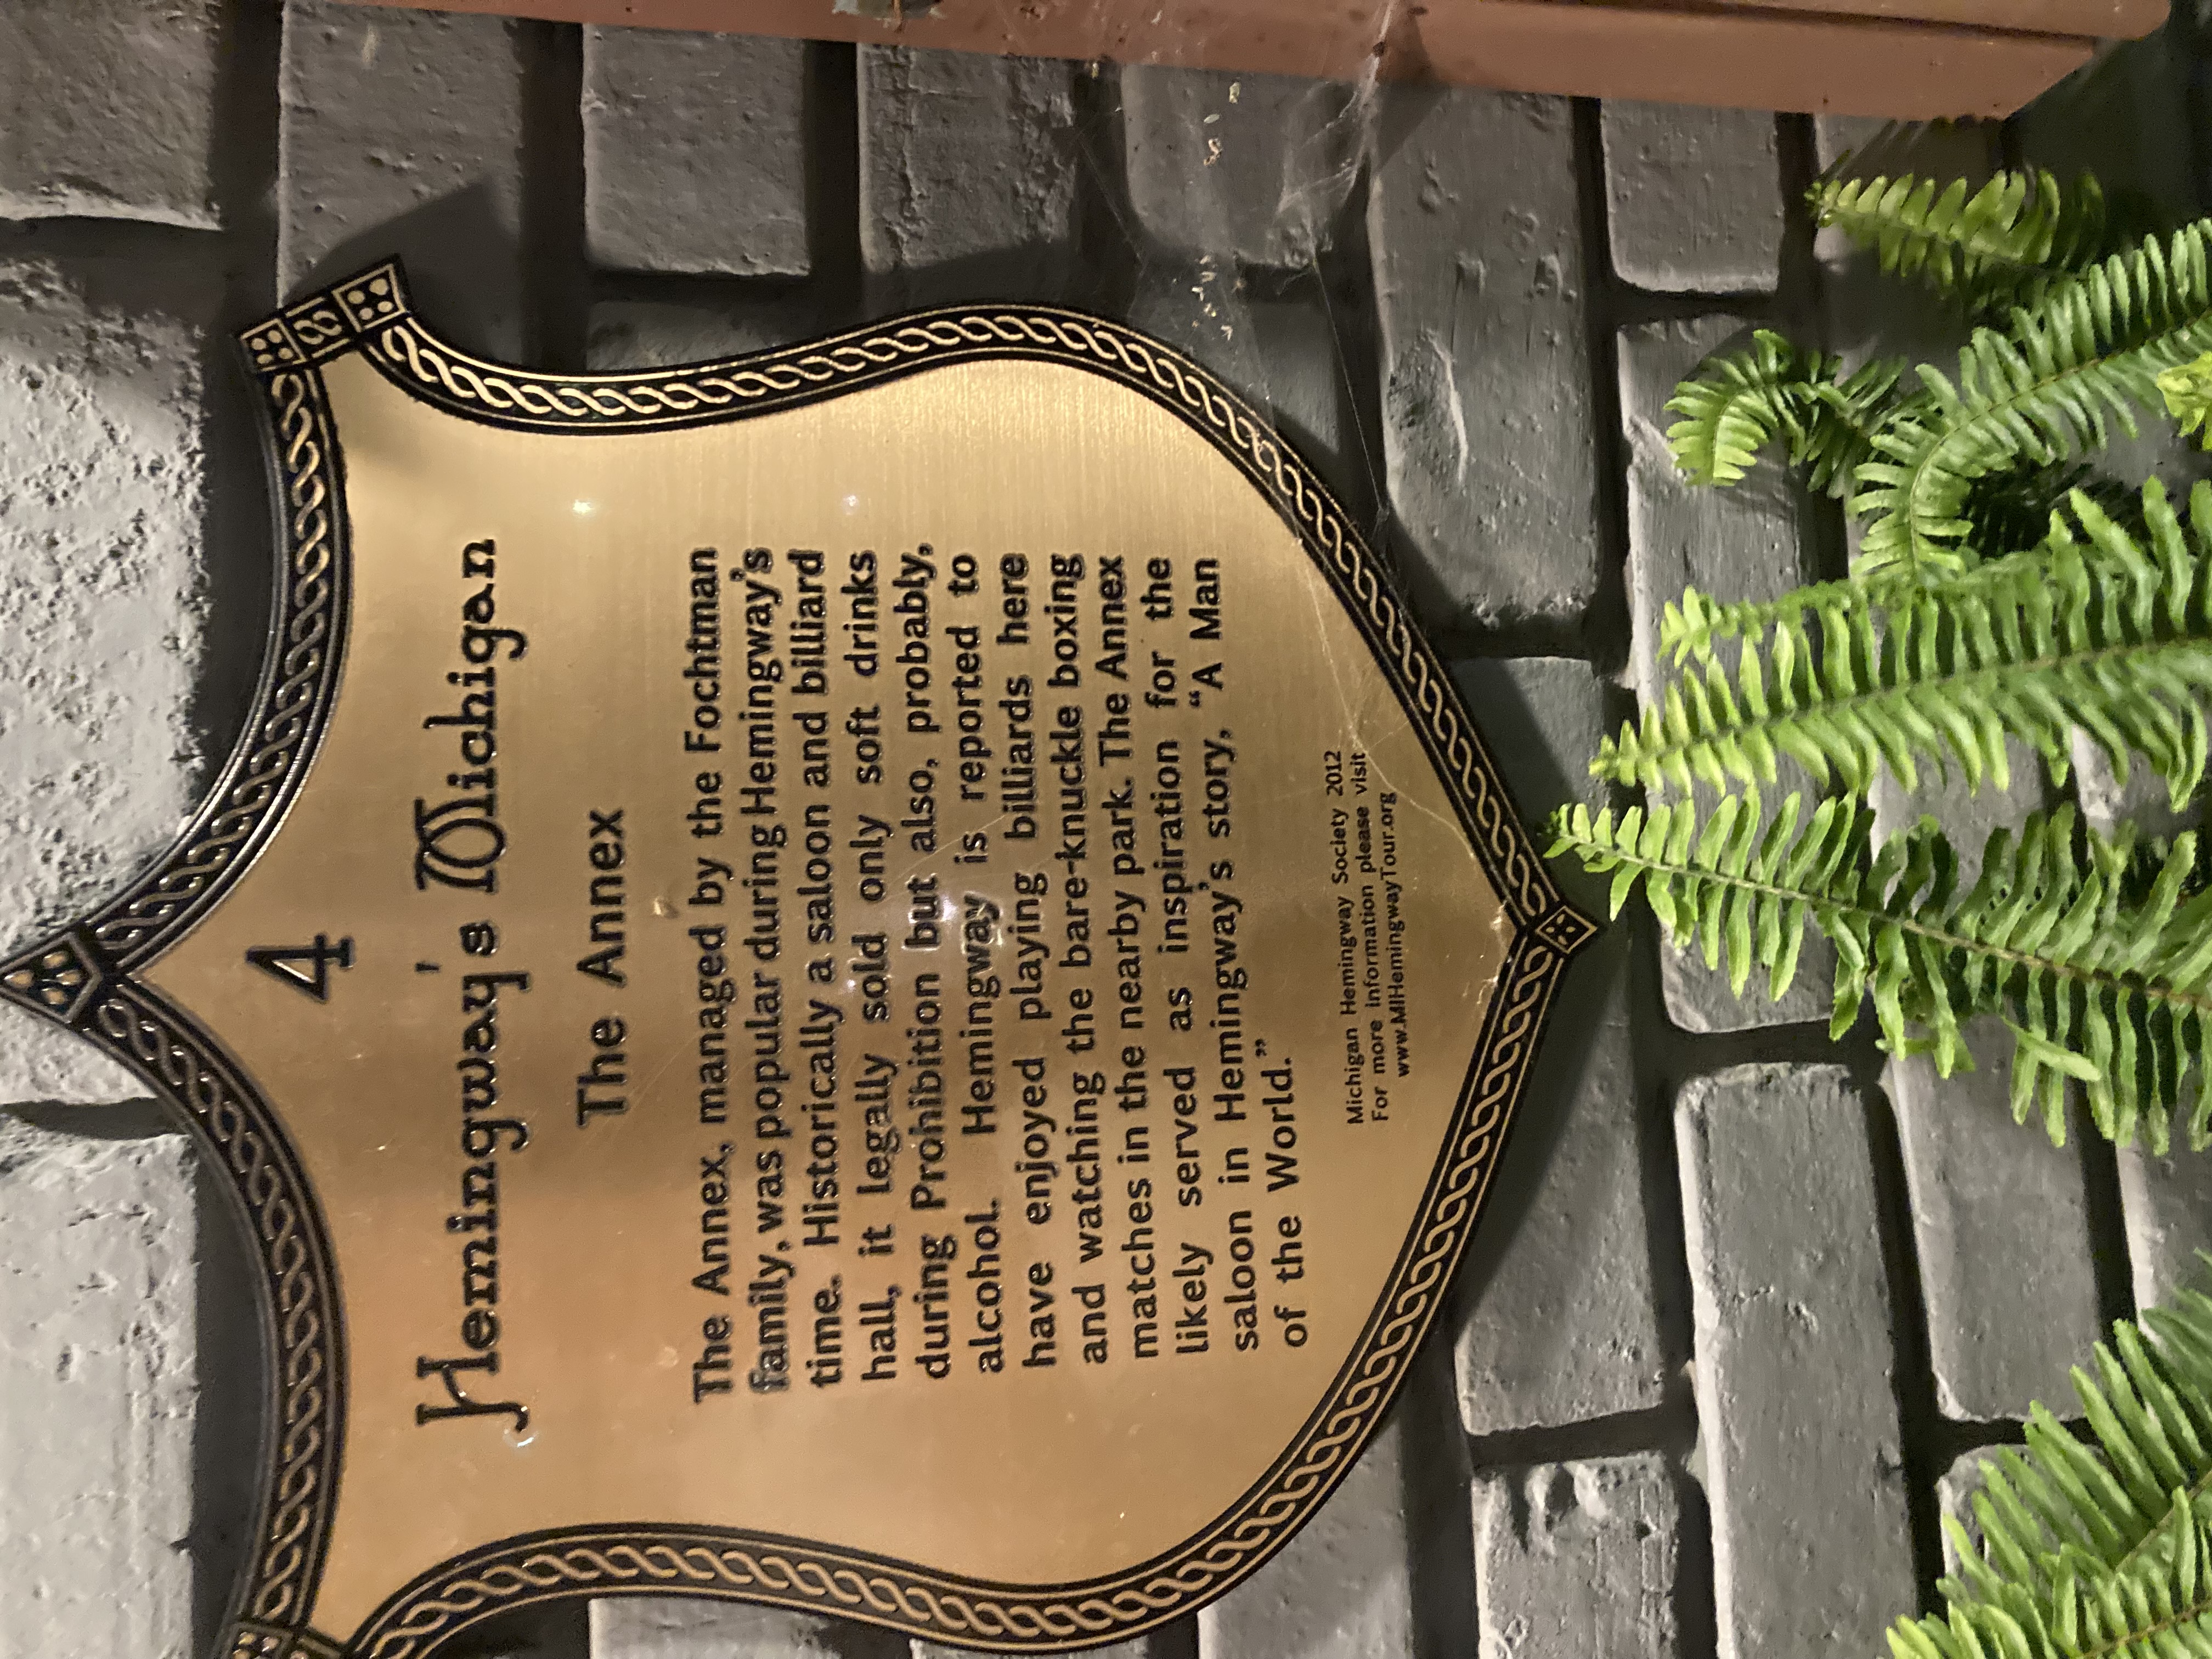 4
Hemingway's Michigan
The Annex
The Annex, managed by the Fochtman
family, was popular during Hemingway's
time. Historically a saloon and billiard
hall, it legally sold only soft drinks
during Prohibition but also, probably,
alcohol. Hemingway is reported to
have enjoyed playing billiards here
and watching the bare-knuckle boxing
matches in the nearby park. The Annex
likely served as inspiration for the
saloon in Hemingway's story, “A Man
of the World.”
Michigan Hemingway Society 2012
For more information please visit
www.MIHemingwayTour.org